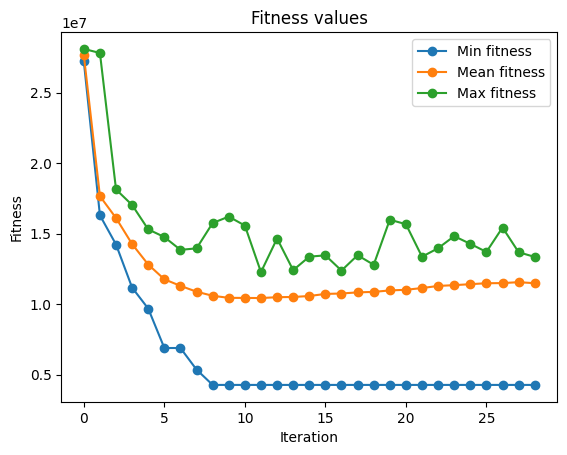 Fitness values
1e7
Min fitness
Mean fitness
Max fitness
2.5
2.0
1.5
1.0
0.5
Fitness
0
5
10
15
20
25
Iteration